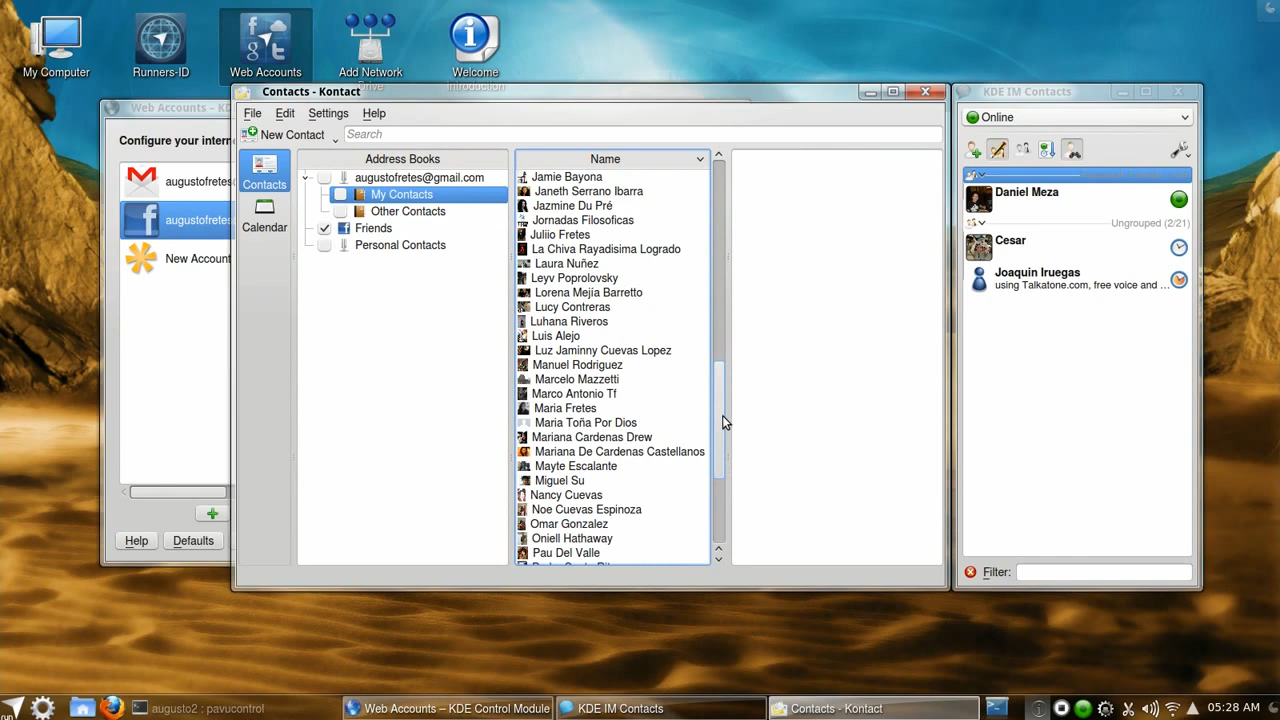 My Computer
Runners-ID
Web Accounts
Add Network
Drive
Welcome
Introduction
Web Accounts – KD
Contacts - Kontact
KDE IM Contacts
File Edit Settings Help
New Contact
Search
Online
Configure your intern
augustofretes
augustofretes
New Account
Help
Defaults
Contacts
Calendar
Address Books
augustofretes@gmail.com
My Contacts
Other Contacts
Friends
Personal Contacts
Name
Jamie Bayona
Janeth Serrano Ibarra
Jazmine Du Pré
Jornadas Filosoficas
Juliio Fretes
La Chiva Rayadisima Logrado
Laura Nuñez
Leyv Poprolovsky
Lorena Mejía Barretto
Lucy Contreras
Luhana Riveros
Luis Alejo
Luz Jaminny Cuevas Lopez
Manuel Rodriguez
Marcelo Mazzetti
Marco Antonio Tf
Maria Fretes
Maria Toña Por Dios
Mariana Cardenas Drew
Mariana De Cardenas Castellanos
Mayte Escalante
Miguel Su
Nancy Cuevas
Noe Cuevas Espinoza
Omar Gonzalez
Oniell Hathaway
Pau Del Valle
Daniel Meza
Ungrouped (2/21)
Cesar
Joaquin Iruegas
using Talkatone.com, free voice and ...
Filter:
run
augusto2 : pavucontrol
Web Accounts – KDE Control Module
KDE IM Contacts
Contacts - Kontact
05:28 AM